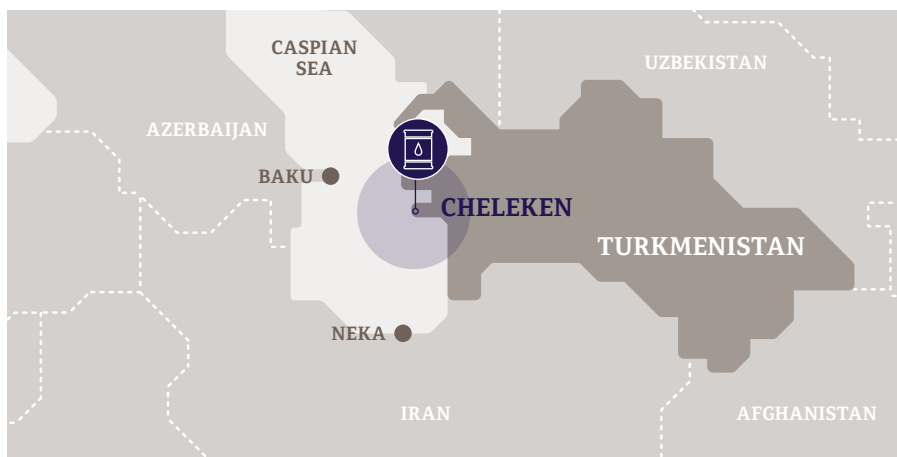 CASPIAN
SEA
UZBEKISTAN
AZERBAIJAN
BAKU
CHELEKEN
TURKMENISTAN
NEKA
IRAN
AFGHANISTAN